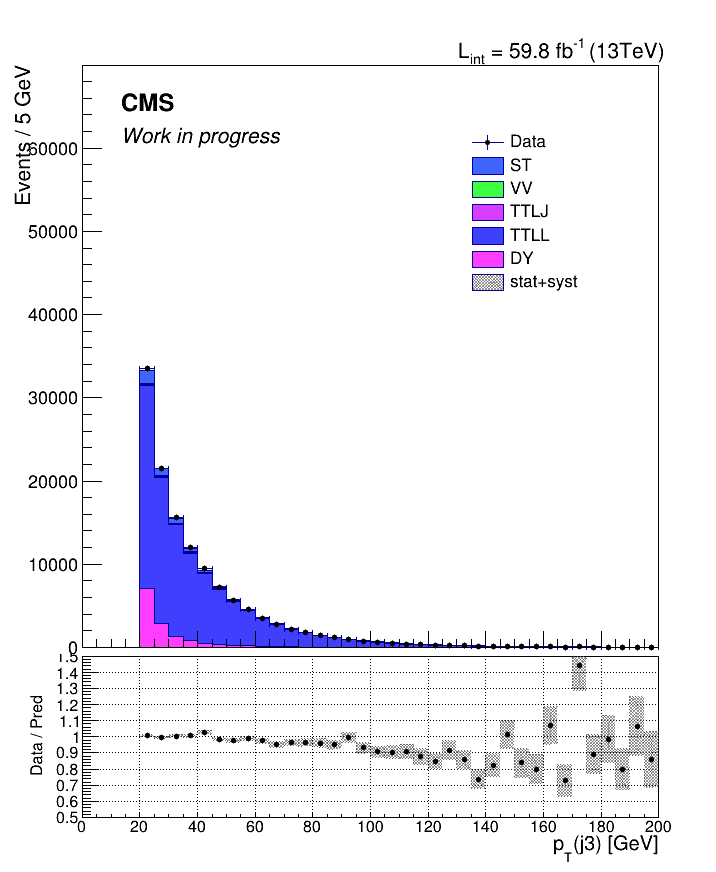 L_int = 59.8 fb^-1 (13TeV)
Events / 5 GeV
CMS
Work in progress
Data
ST
VV
TTLJ
TTLL
DY
stat+syst
60000
50000
40000
30000
20000
10000
0
Data / Pred
1.5
1.4
1.3
1.2
1.1
1
0.9
0.8
0.7
0.6
0.5
0 20 40 60 80 100 120 140 160 180 200
p_T(j3) [GeV]